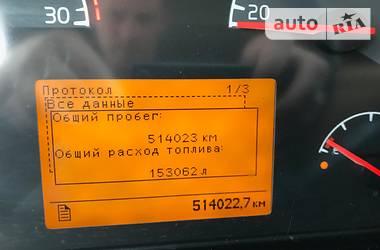 30
20
auto RIA
Протокол 1/3
Все данные
Общий пробег:
514023 км
Общий расход топлива:
153062 л
514022,7 км